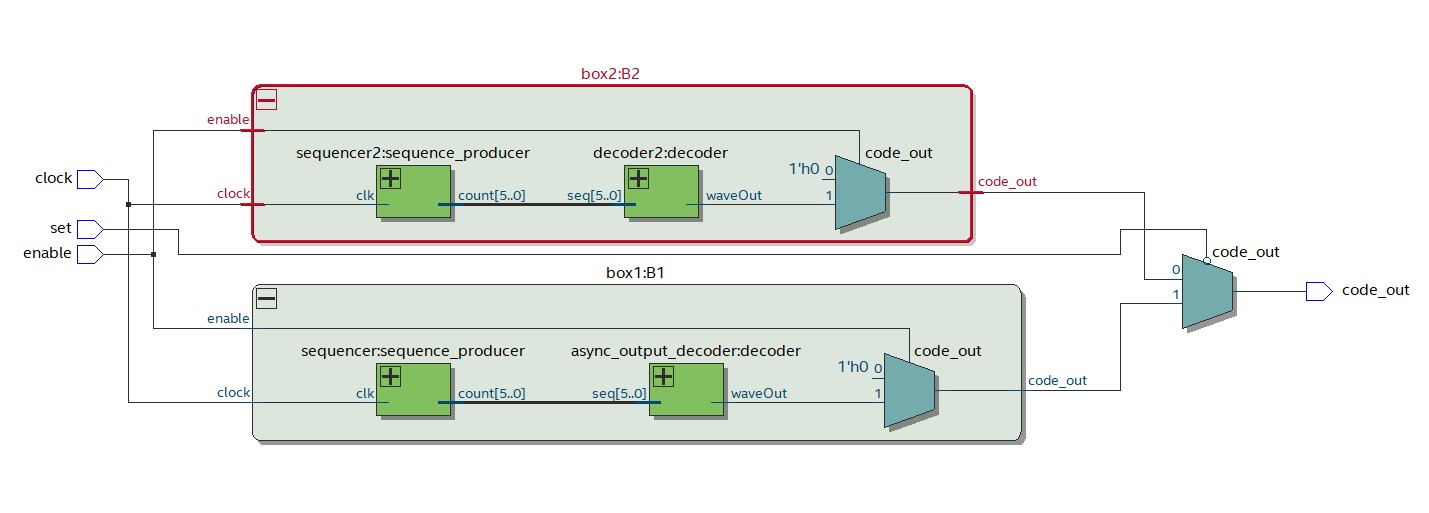 box2:B2
enable
sequencer2:sequence_producer
decoder2:decoder
code_out
1'h0
0
clock
clock
clk
count[5..0]
seq[5..0]
waveOut
1
code_out
set
enable
code_out
0
1
code_out
box1:B1
enable
sequencer:sequence_producer
async_output_decoder:decoder
code_out
1'h0
0
clock
clk
count[5..0]
seq[5..0]
waveOut
1
code_out